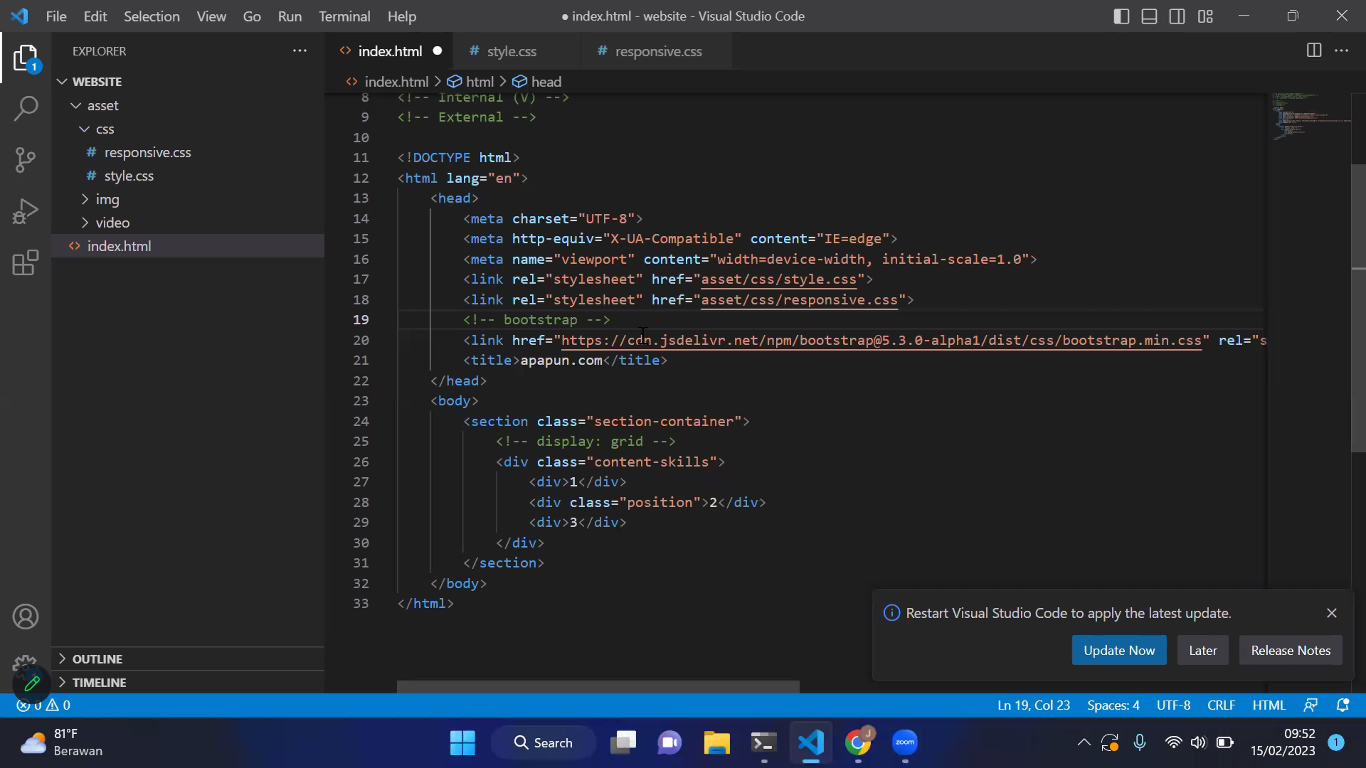 File Edit Selection View Go Run Terminal Help
● index.html - website - Visual Studio Code
EXPLORER
index.html
style.css
responsive.css
WEBSITE
asset
css
responsive.css
style.css
img
video
index.html
OUTLINE
TIMELINE
index.html > html > head
8 <!-- Internal (V) -->
9 <!-- External -->
10
11 <!DOCTYPE html>
12 <html lang="en">
13 <head>
14 <meta charset="UTF-8">
15 <meta http-equiv="X-UA-Compatible" content="IE=edge">
16 <meta name="viewport" content="width=device-width, initial-scale=1.0">
17 <link rel="stylesheet" href="asset/css/style.css">
18 <link rel="stylesheet" href="asset/css/responsive.css">
19 <!-- bootstrap -->
20 <link href="https://cdn.jsdelivr.net/npm/bootstrap@5.3.0-alpha1/dist/css/bootstrap.min.css" rel="s
21 <title>apapun.com</title>
22 </head>
23 <body>
24 <section class="section-container">
25 <!-- display: grid -->
26 <div class="content-skills">
27 <div>1</div>
28 <div class="position">2</div>
29 <div>3</div>
30 </div>
31 </section>
32 </body>
33 </html>
Restart Visual Studio Code to apply the latest update.
Update Now Later Release Notes
0 0
Ln 19, Col 23 Spaces: 4 UTF-8 CRLF HTML
81°F
Berawan
Search
zoom
09:52
15/02/2023
1
1